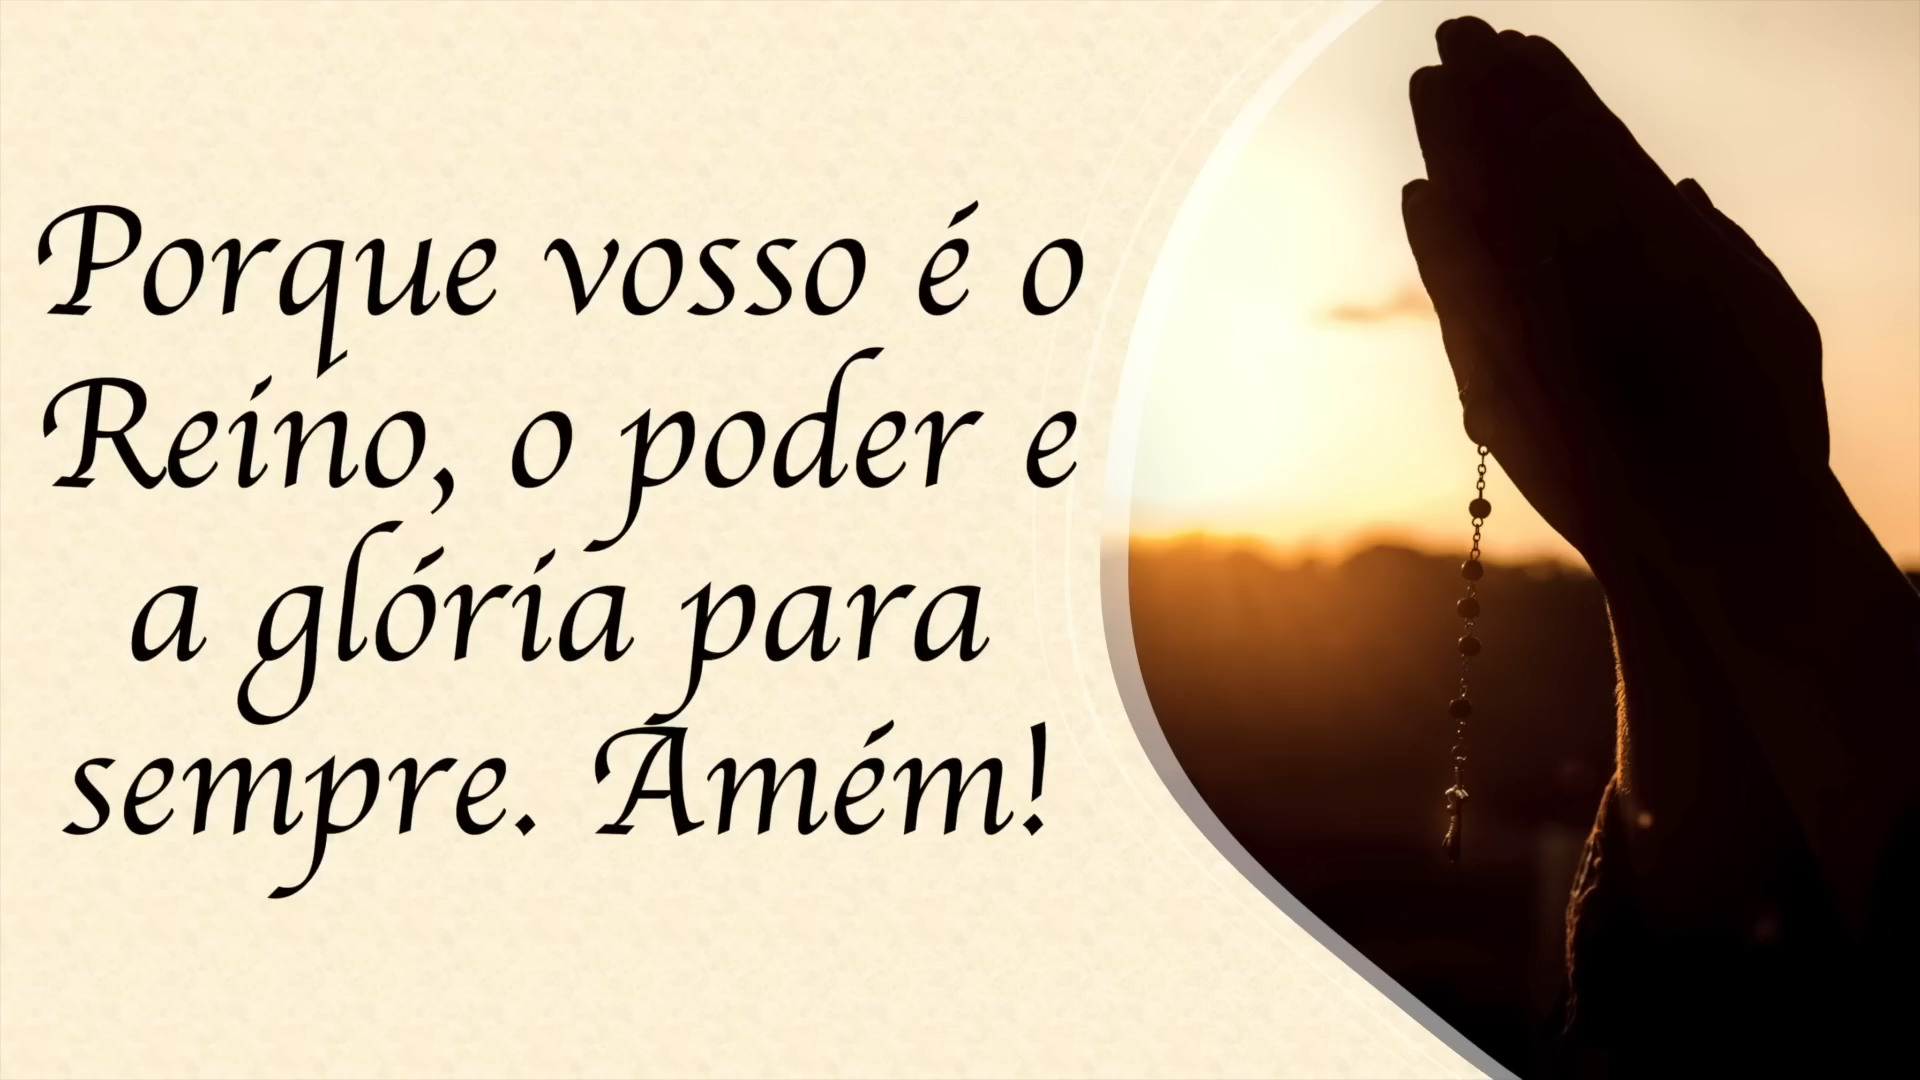 Porque vosso é o
Reino, o poder e
a glória para
sempre. Amém!